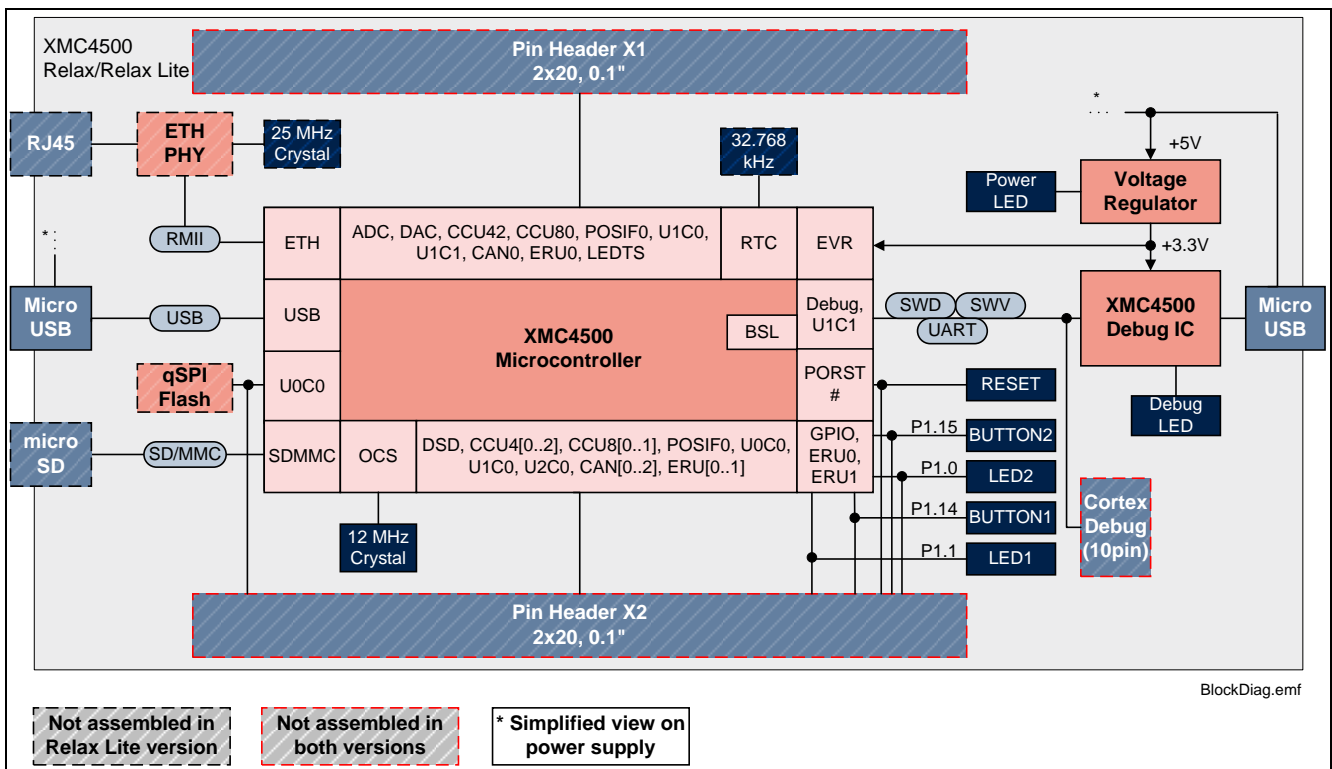 XMC4500
Relax/Relax Lite
Pin Header X1
2x20, 0.1"
RJ45
ETH
PHY
25 MHz
Crystal
32.768
kHz
*
+5V
Power
LED
Voltage
Regulator
+3.3V
RMII
ETH
ADC, DAC, CCU42, CCU80, POSIF0, U1C0,
U1C1, CAN0, ERU0, LEDTS
RTC
EVR
*
Micro
USB
USB
USB
XMC4500
Microcontroller
BSL
Debug,
U1C1
SWD
SWV
UART
XMC4500
Debug IC
Micro
USB
qSPI
Flash
U0C0
PORST
#
RESET
Debug
LED
micro
SD
SD/MMC
SDMMC
OCS
DSD, CCU4[0..2], CCU8[0..1], POSIF0, U0C0,
U1C0, U2C0, CAN[0..2], ERU[0..1]
GPIO,
ERU0,
ERU1
P1.15
BUTTON2
P1.0
LED2
P1.14
BUTTON1
P1.1
LED1
Cortex
Debug
(10pin)
12 MHz
Crystal
Pin Header X2
2x20, 0.1"
BlockDiag.emf
Not assembled in
Relax Lite version
Not assembled in
both versions
* Simplified view on
power supply